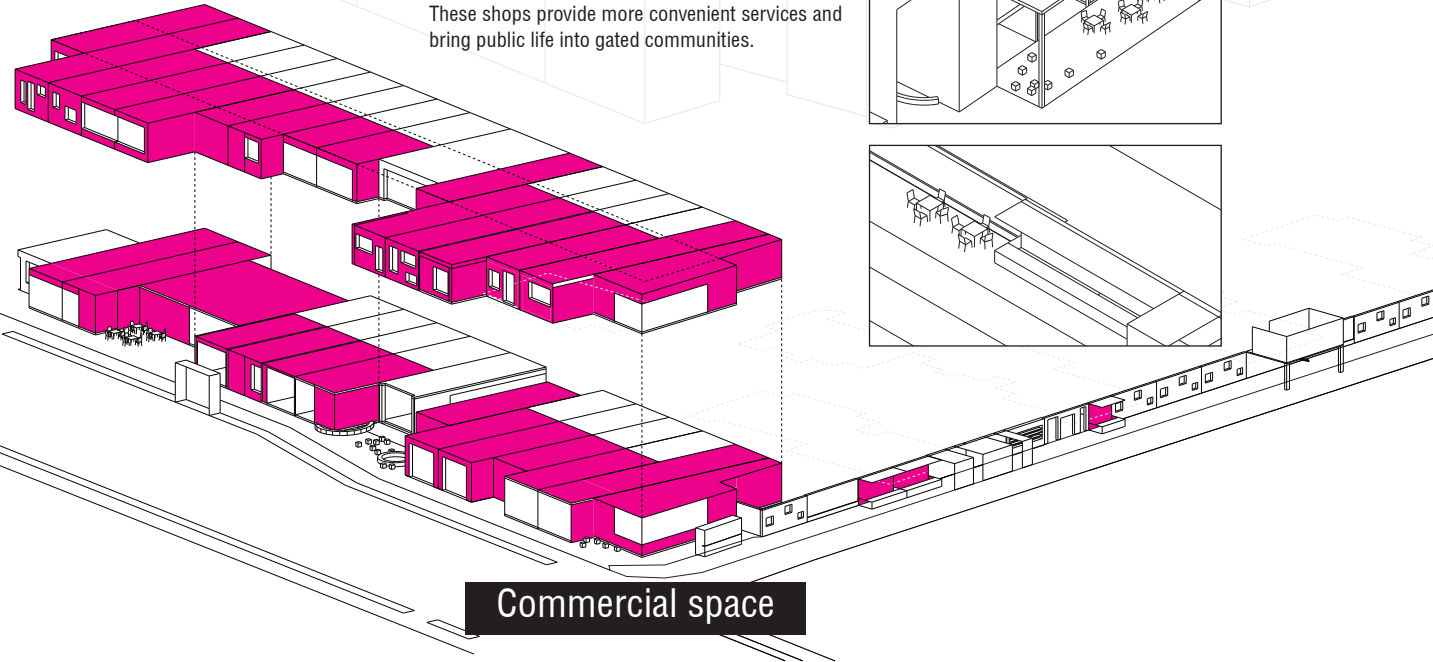 These shops provide more convenient services and
bring public life into gated communities.
Commercial space